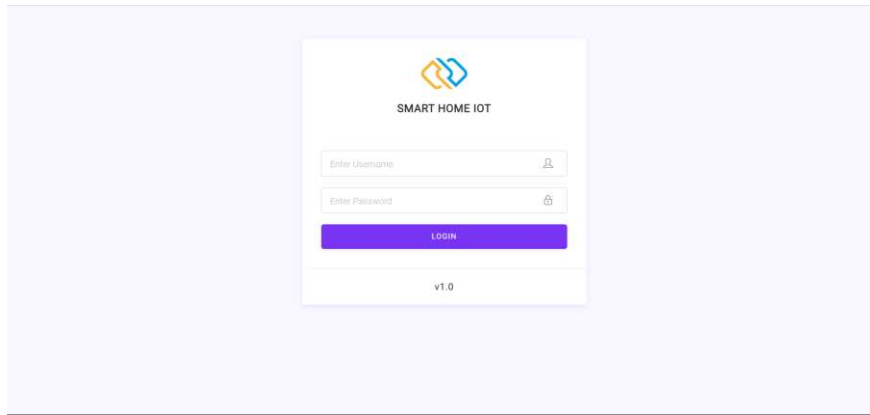 SMART HOME IOT
Enter Username
Enter Password
LOGIN
v1.0